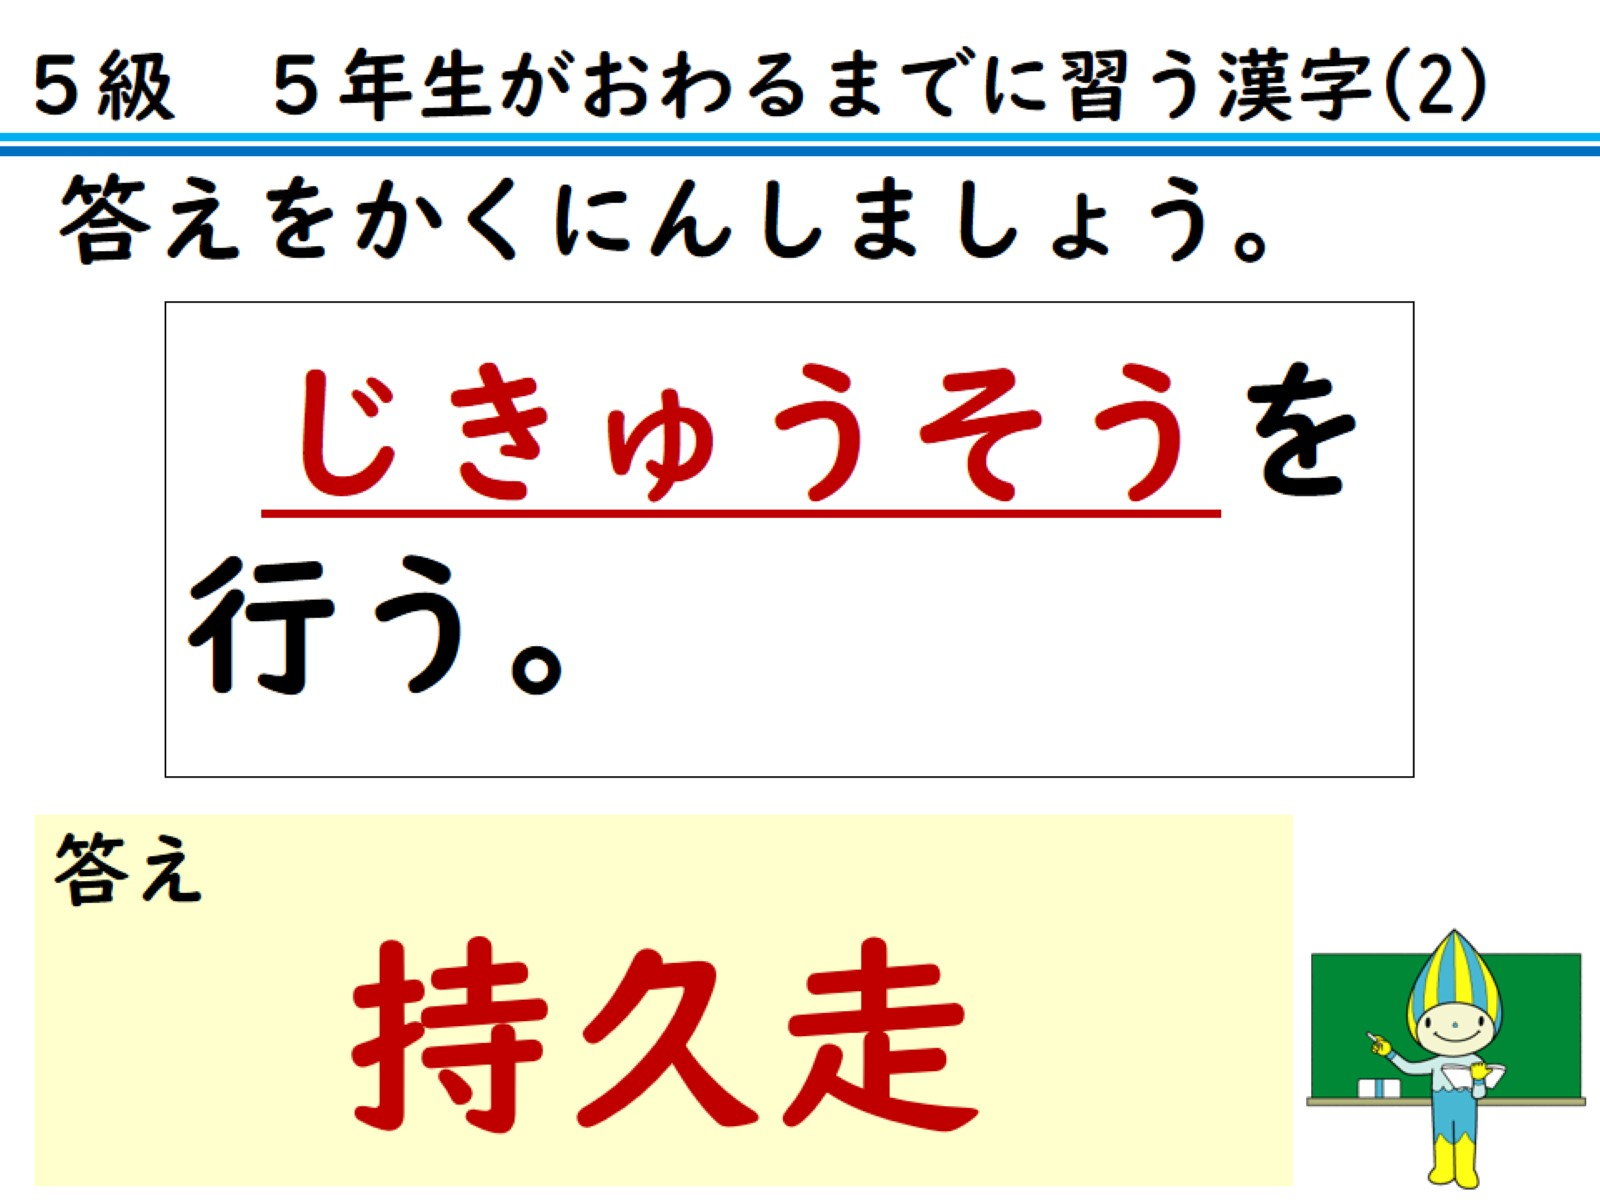 ５級　５年生がおわるまでに習う漢字(2)
答えをかくにんしましょう。
じきゅうそうを
行う。
答え
持久走